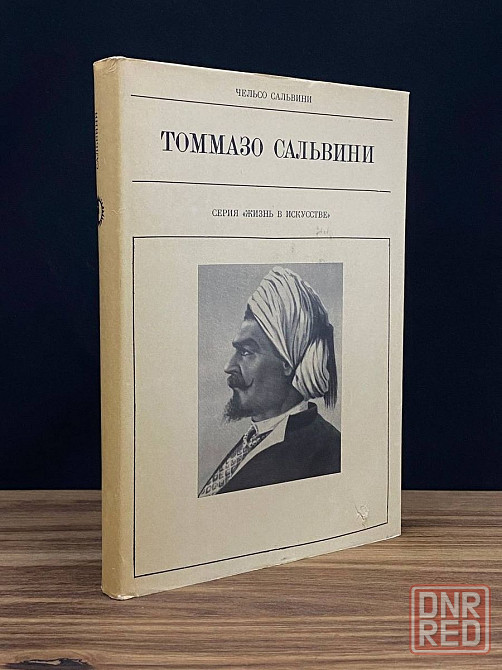 ЧЕЛЬСО САЛЬВИНИ
ТОММАЗО САЛЬВИНИ
СЕРИЯ «ЖИЗНЬ В ИСКУССТВЕ»
DNR
RED